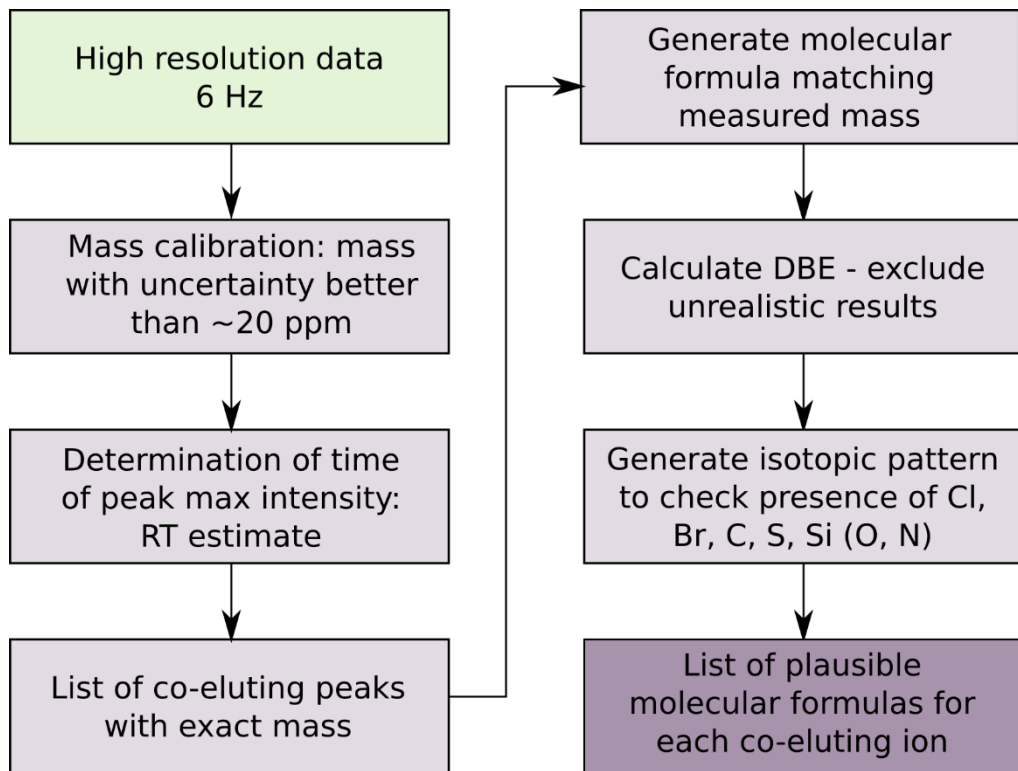 High resolution data
6 Hz
Mass calibration: mass
with uncertainty better
than ~20 ppm
Determination of time
of peak max intensity:
RT estimate
List of co-eluting peaks
with exact mass
Generate molecular
formula matching
measured mass
Calculate DBE - exclude
unrealistic results
Generate isotopic pattern
to check presence of Cl,
Br, C, S, Si (O, N)
List of plausible
molecular formulas for
each co-eluting ion